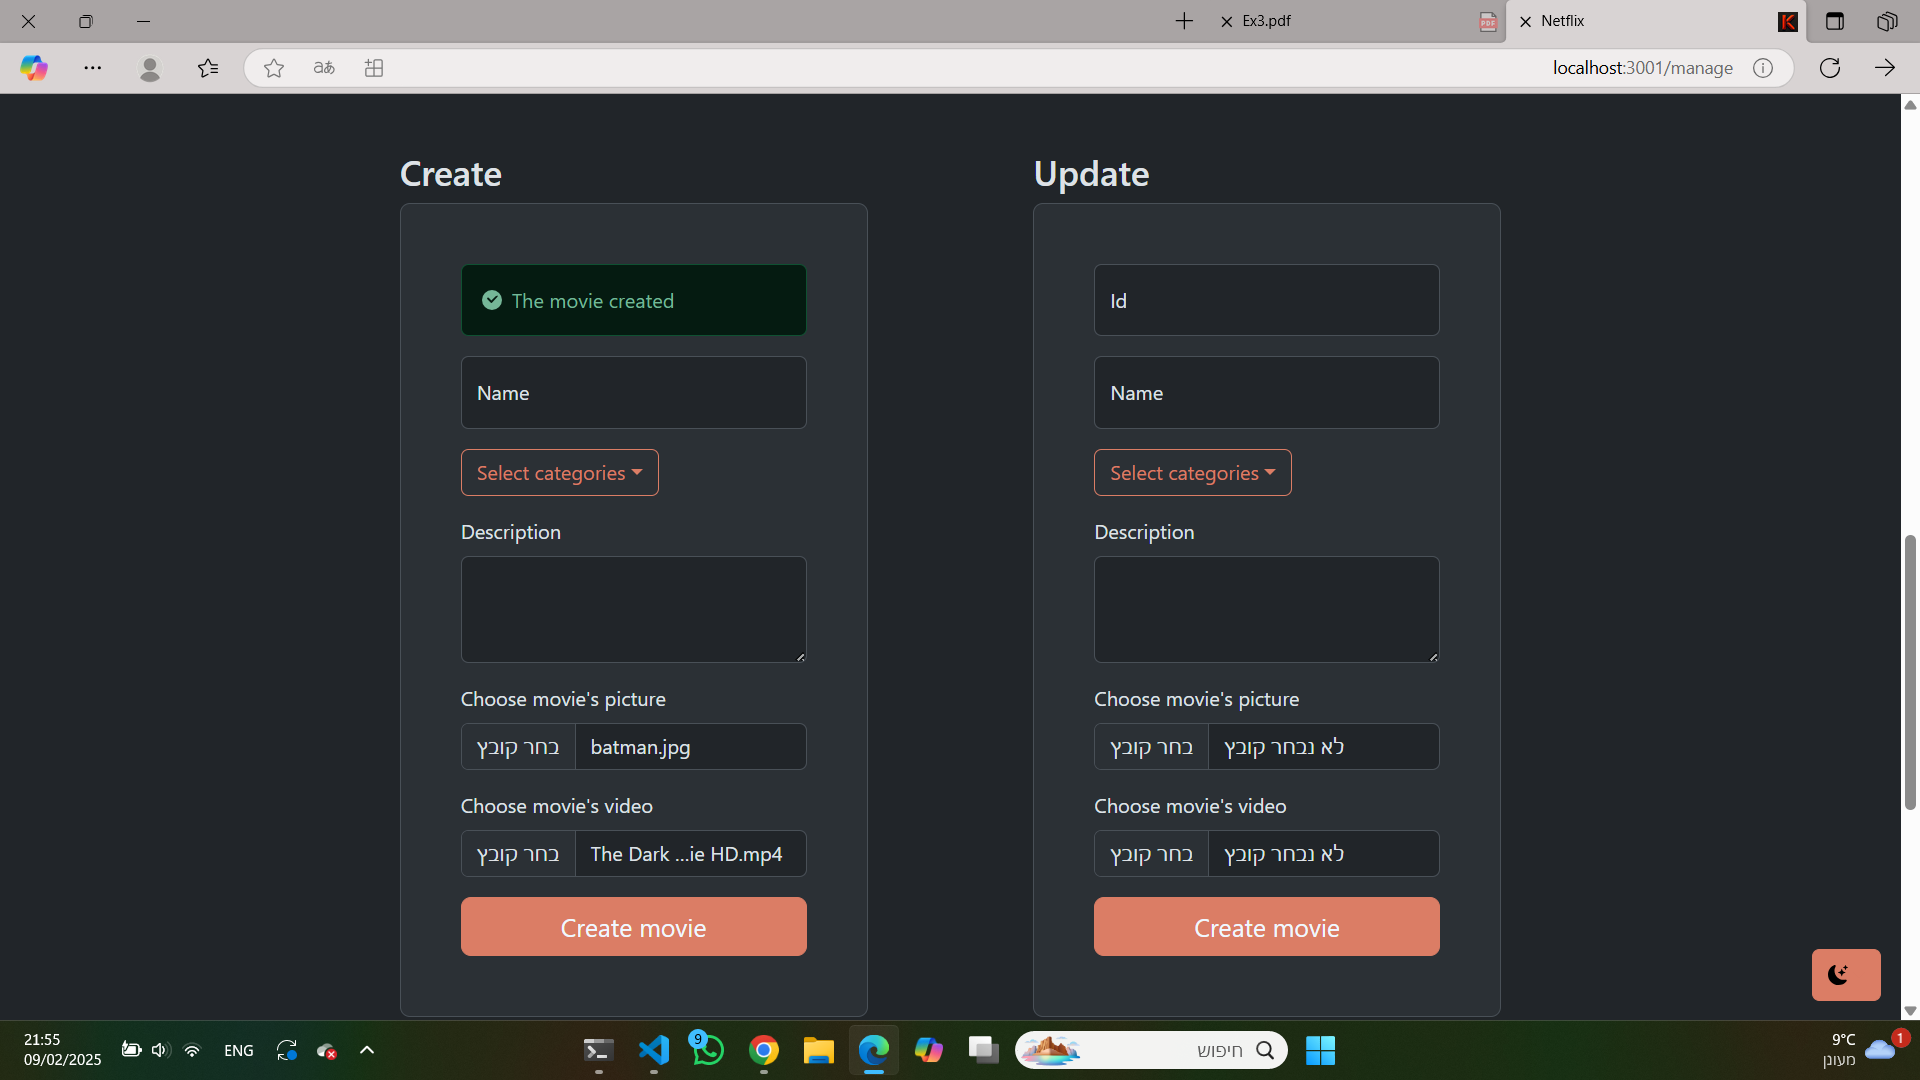 Ex3.pdf
Netflix
localhost:3001/manage
Create
The movie created
Name
Select categories
Description
Choose movie's picture
בחר קובץ
batman.jpg
Choose movie's video
בחר קובץ
The Dark ...ie HD.mp4
Create movie
Update
Id
Name
Select categories
Description
Choose movie's picture
בחר קובץ
לא נבחר קובץ
Choose movie's video
בחר קובץ
לא נבחר קובץ
Create movie
21:55
09/02/2025
ENG
9
חיפוש
9°C
מעונן
1